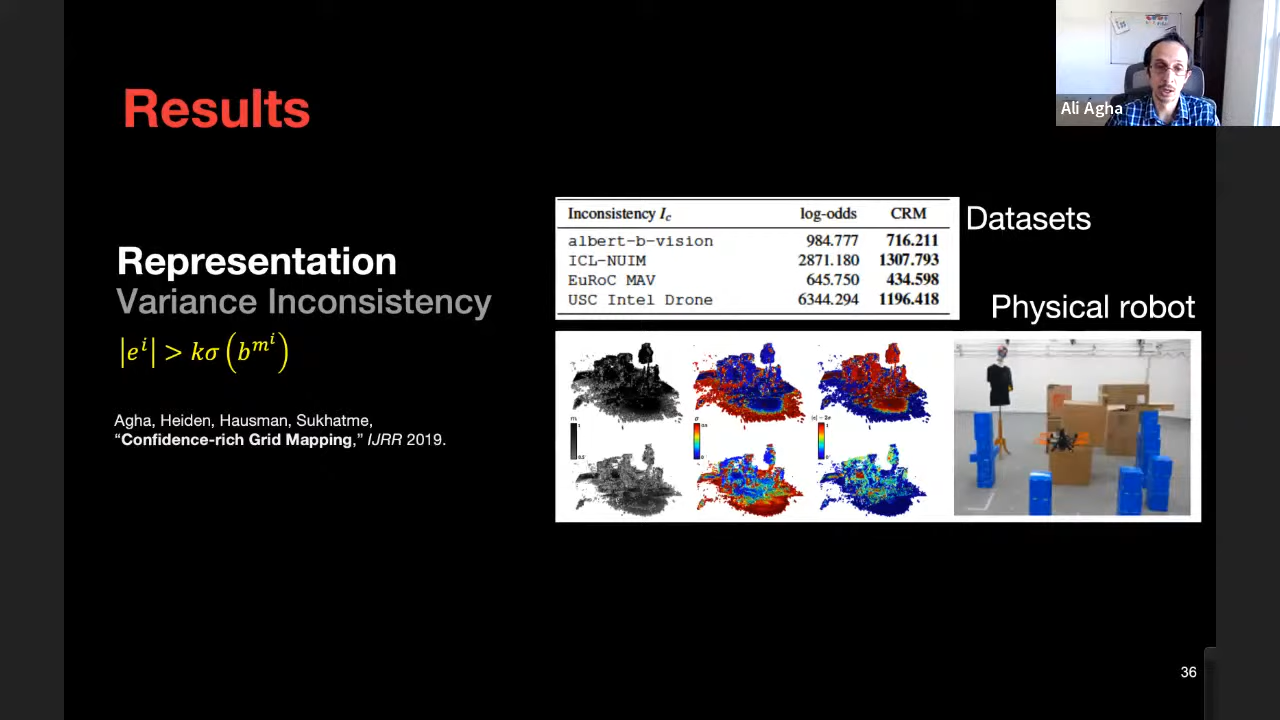 Ali Agha
Results
Inconsistency I_c log-odds CRM
albert-b-vision 984.777 716.211
ICL-NUIM 2871.180 1307.793
EuRoC MAV 645.750 434.598
USC Intel Drone 6344.294 1196.418
Datasets
Physical robot
Representation
Variance Inconsistency
|e^i| > kσ(b^{m^i})
Agha, Heiden, Hausman, Sukhatme,
“Confidence-rich Grid Mapping,” IJRR 2019.
36